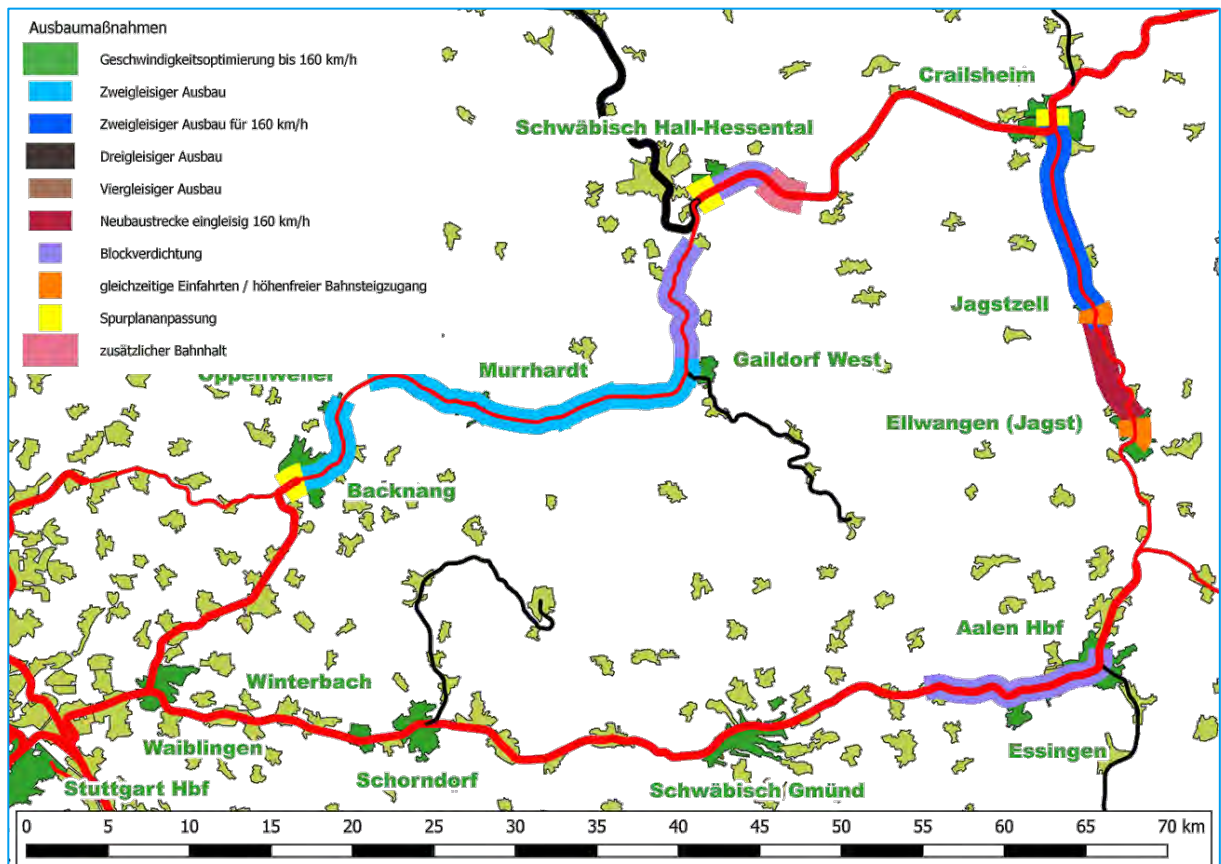 Ausbaumaßnahmen
Geschwindigkeitsoptimierung bis 160 km/h
Zweigleisiger Ausbau
Zweigleisiger Ausbau für 160 km/h
Dreigleisiger Ausbau
Viergleisiger Ausbau
Neubaustrecke eingleisig 160 km/h
Blockverdichtung
gleichzeitige Einfahrten / höhenfreier Bahnsteigzugang
Spurplananpassung
zusätzlicher Bahnhalt
Crailsheim
Schwäbisch Hall-Hessental
Jagstzell
Gaildorf West
Murrhardt
Oppenweiler
Ellwangen (Jagst)
Backnang
Aalen Hbf
Winterbach
Waiblingen
Essingen
Schorndorf
Schwäbisch Gmünd
Stuttgart Hbf
0 5 10 15 20 25 30 35 40 45 50 55 60 65 70 km